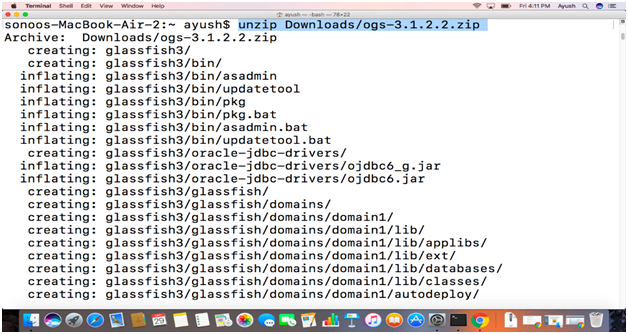 Terminal Shell Edit View Window Help
Fri 4:11 PM Ayush
ayush — -bash — 78×22
sonoos-MacBook-Air-2:~ ayush$ unzip Downloads/ogs-3.1.2.2.zip
Archive:  Downloads/ogs-3.1.2.2.zip
creating: glassfish3/
creating: glassfish3/bin/
inflating: glassfish3/bin/asadmin
inflating: glassfish3/bin/updatetool
inflating: glassfish3/bin/pkg
inflating: glassfish3/bin/pkg.bat
inflating: glassfish3/bin/asadmin.bat
inflating: glassfish3/bin/updatetool.bat
creating: glassfish3/oracle-jdbc-drivers/
inflating: glassfish3/oracle-jdbc-drivers/ojdbc6_g.jar
inflating: glassfish3/oracle-jdbc-drivers/ojdbc6.jar
creating: glassfish3/glassfish/
creating: glassfish3/glassfish/domains/
creating: glassfish3/glassfish/domains/domain1/
creating: glassfish3/glassfish/domains/domain1/lib/
creating: glassfish3/glassfish/domains/domain1/lib/applibs/
creating: glassfish3/glassfish/domains/domain1/lib/ext/
creating: glassfish3/glassfish/domains/domain1/lib/databases/
creating: glassfish3/glassfish/domains/domain1/lib/classes/
creating: glassfish3/glassfish/domains/domain1/autodeploy/
29